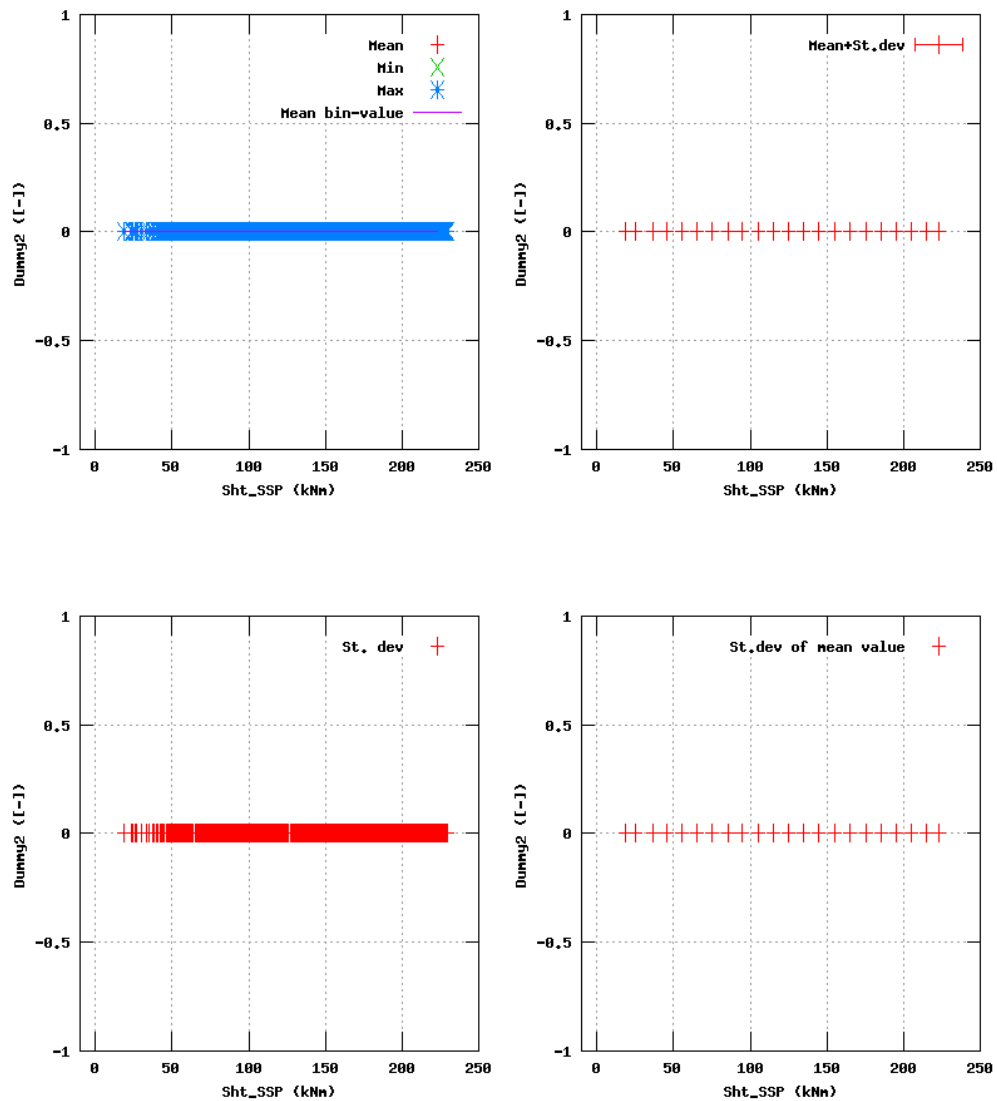 1
0.5
0
-0.5
-1
Dummy2 ([-])
Mean
Min
Max
Mean bin-value
0 50 100 150 200 250
Sht_SSP (kNm)
1
0.5
0
-0.5
-1
Dummy2 ([-])
Mean+St.dev
0 50 100 150 200 250
Sht_SSP (kNm)
1
0.5
0
-0.5
-1
Dummy2 ([-])
St. dev
0 50 100 150 200 250
Sht_SSP (kNm)
1
0.5
0
-0.5
-1
Dummy2 ([-])
St.dev of mean value
0 50 100 150 200 250
Sht_SSP (kNm)